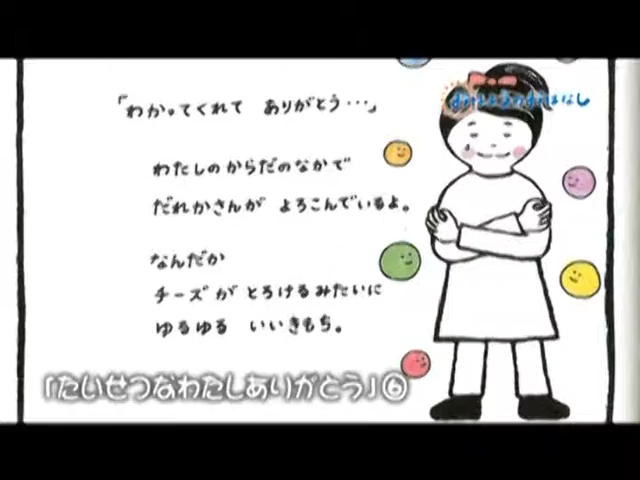 「わかってくれて ありがとう…」
わたしのからだのなかで
だれかさんが よろこんでいるよ。
なんだか
チーズが とろけるみたいに
ゆるゆる いいきもち。
「たいせつなわたしありがとう」⑥